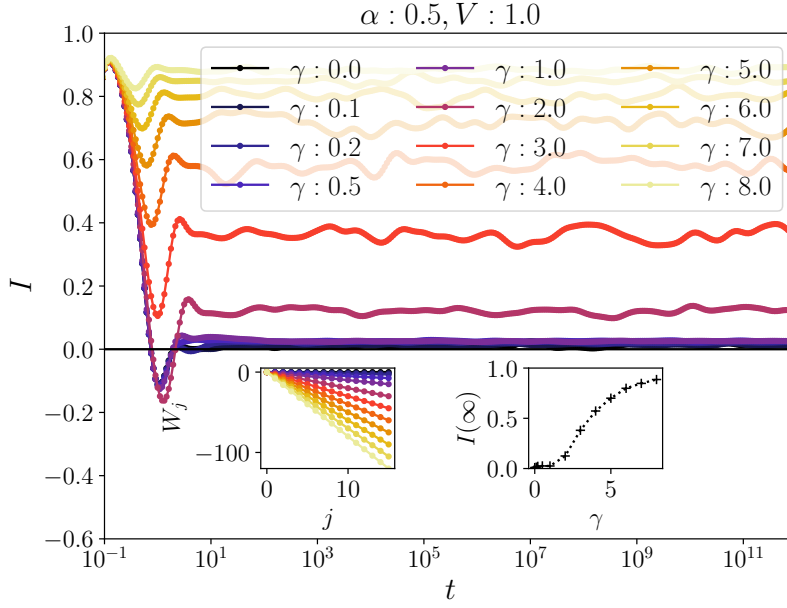 α : 0.5, V : 1.0
1.0
0.8
0.6
0.4
0.2
0.0
−0.2
−0.4
−0.6
I
γ : 0.0
γ : 0.1
γ : 0.2
γ : 0.5
γ : 1.0
γ : 2.0
γ : 3.0
γ : 4.0
γ : 5.0
γ : 6.0
γ : 7.0
γ : 8.0
0
−100
W_j
0 10
j
1.0
0.5
0.0
I(∞)
0 5
γ
10^{-1} 10^1 10^3 10^5 10^7 10^9 10^{11}
t